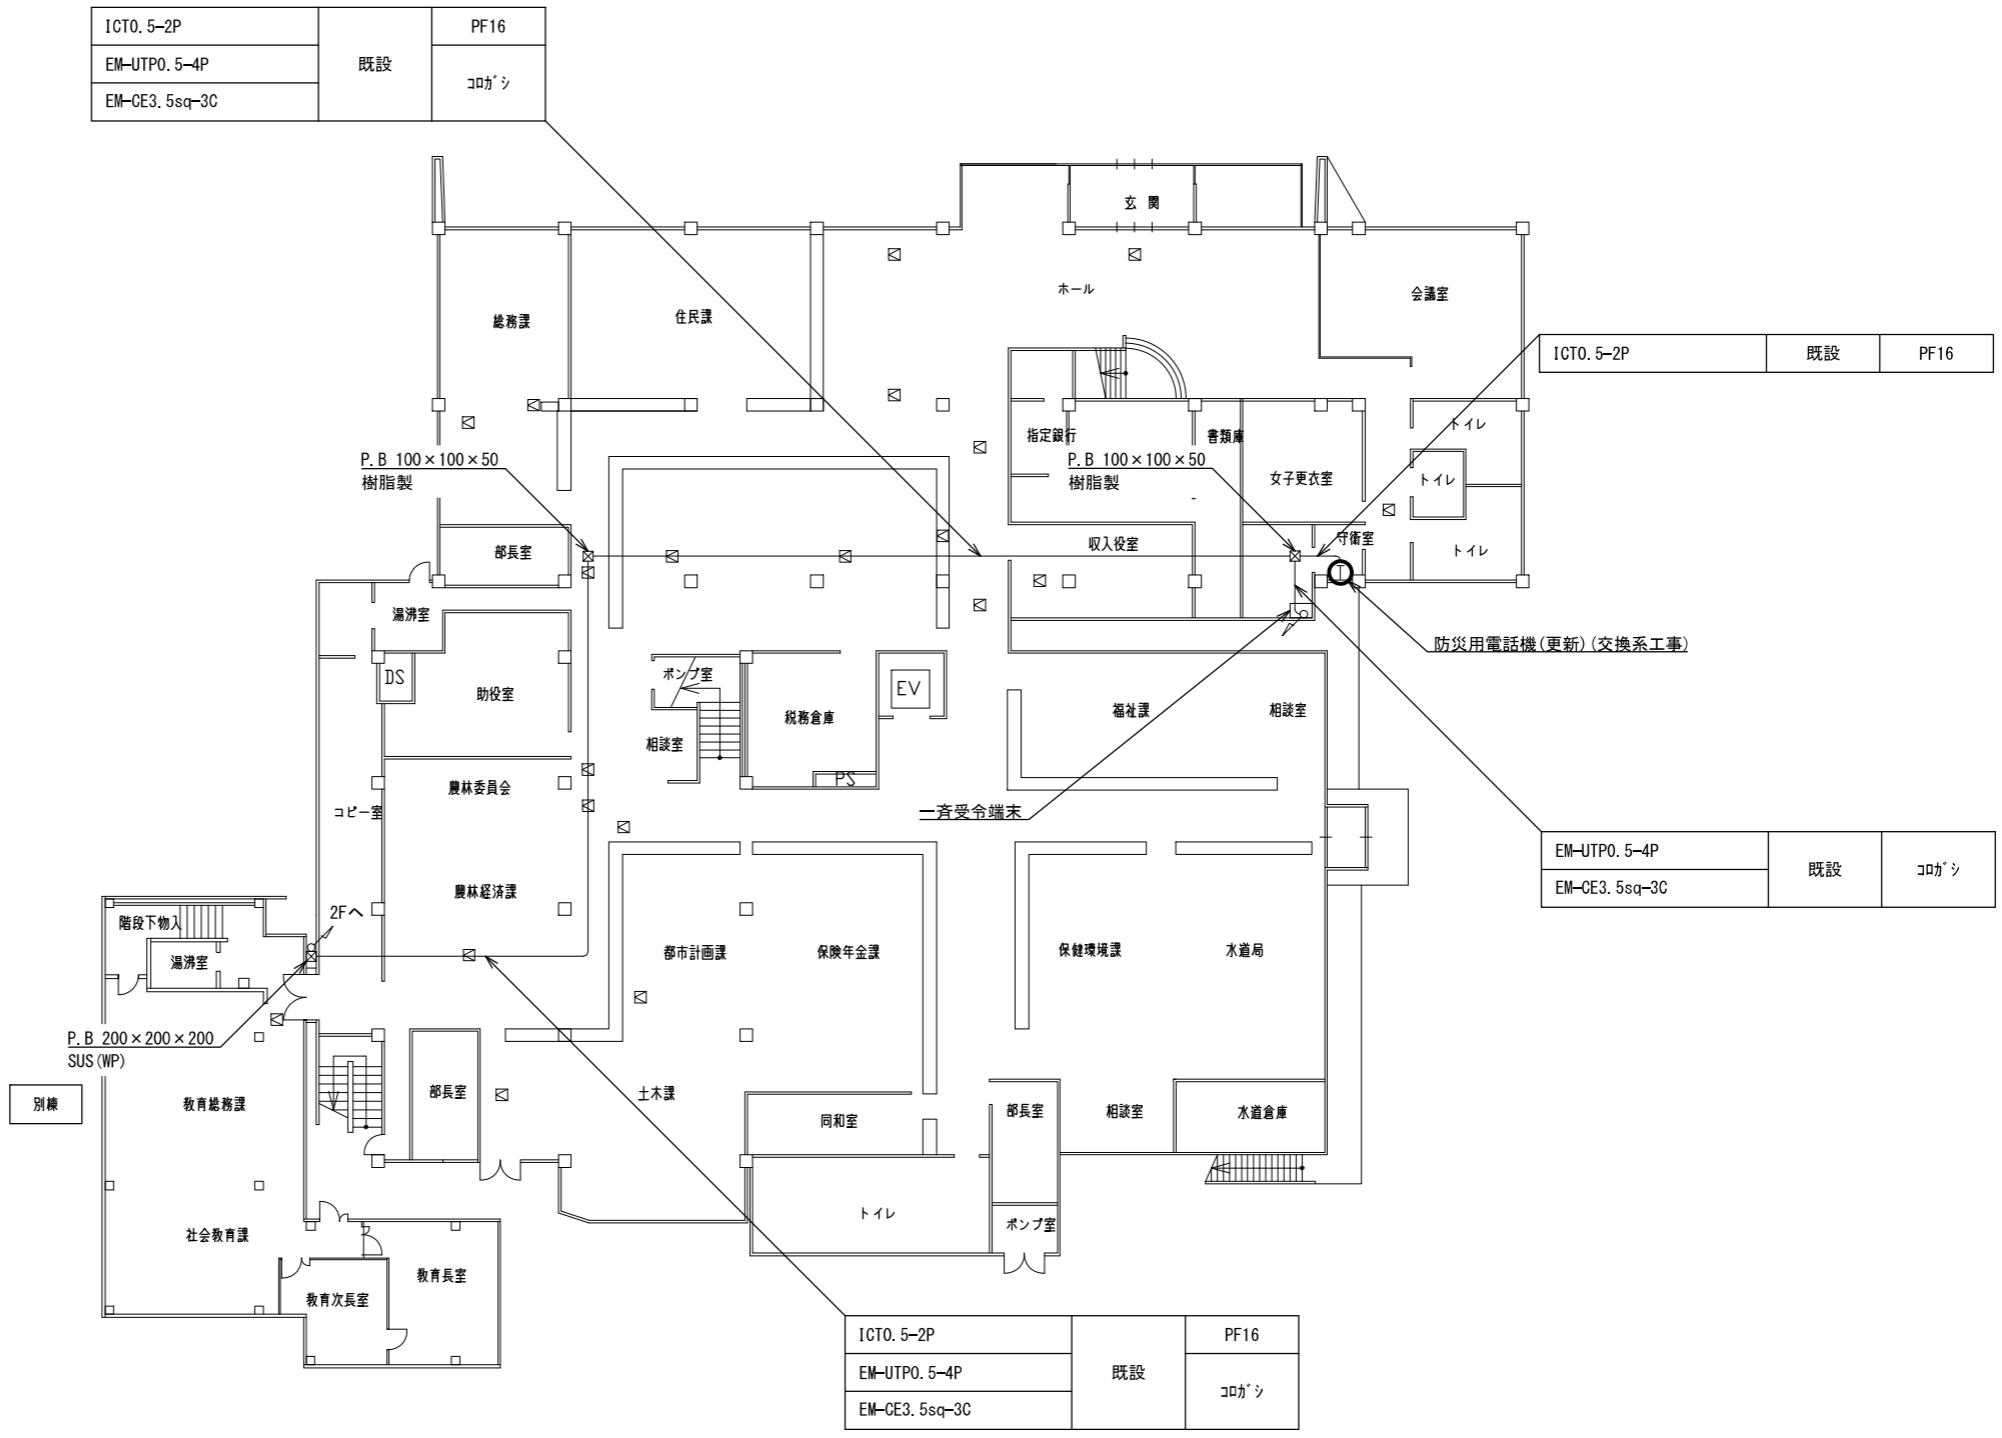 ICT0.5-2P
既設
PF16
EM-UTP0.5-4P
コロガシ
EM-CE3.5sq-3C
玄 関
ホール
会議室
総務課
住民課
ICT0.5-2P
既設
PF16
指定銀行
書類庫
トイレ
P.B 100×100×50
樹脂製
P.B 100×100×50
樹脂製
女子更衣室
トイレ
部長室
収入役室
守衛室
トイレ
湯沸室
防災用電話機(更新)(交換系工事)
DS
助役室
ポンプ室
相談室
税務倉庫
EV
PS
福祉課
相談室
農林委員会
コピー室
一斉受令端末
EM-UTP0.5-4P
既設
コロガシ
EM-CE3.5sq-3C
農林経済課
2Fへ
階段下物入
湯沸室
都市計画課
保険年金課
保健環境課
水道局
P.B 200×200×200
SUS(WP)
別棟
教育総務課
部長室
土木課
同和室
部長室
相談室
水道倉庫
社会教育課
トイレ
ポンプ室
教育長室
教育次長室
ICT0.5-2P
既設
PF16
EM-UTP0.5-4P
コロガシ
EM-CE3.5sq-3C
T